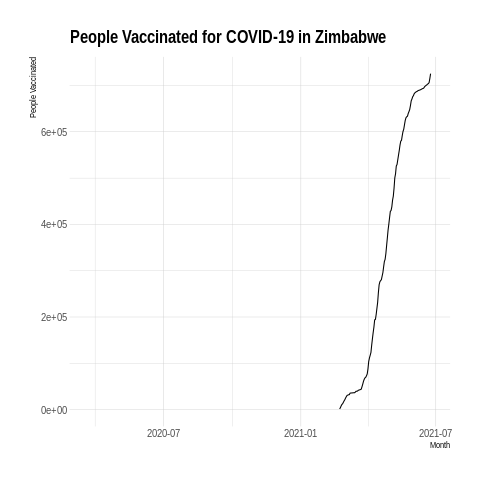 People Vaccinated for COVID-19 in Zimbabwe
People Vaccinated
6e+05
4e+05
2e+05
0e+00
2020-07
2021-01
2021-07
Month